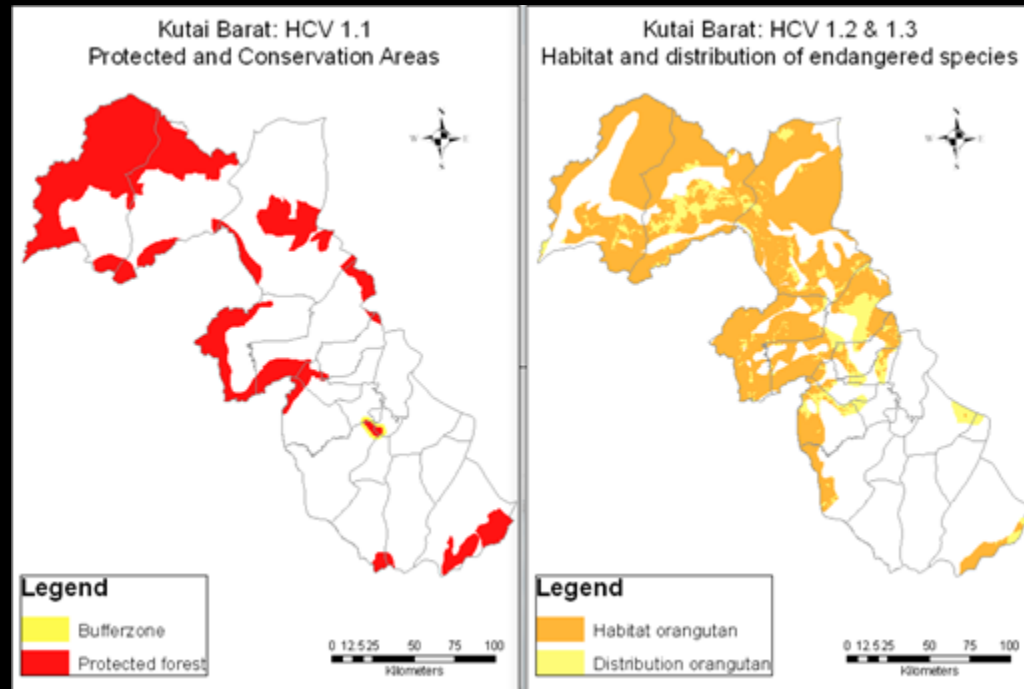 Kutai Barat: HCV 1.1
Protected and Conservation Areas
N
W E
S
Legend
Bufferzone
Protected forest
0 12.525 50 75 100
Kilometers
Kutai Barat: HCV 1.2 & 1.3
Habitat and distribution of endangered species
N
W E
S
Legend
Habitat orangutan
Distribution orangutan
0 12.525 50 75 100
Kilometers